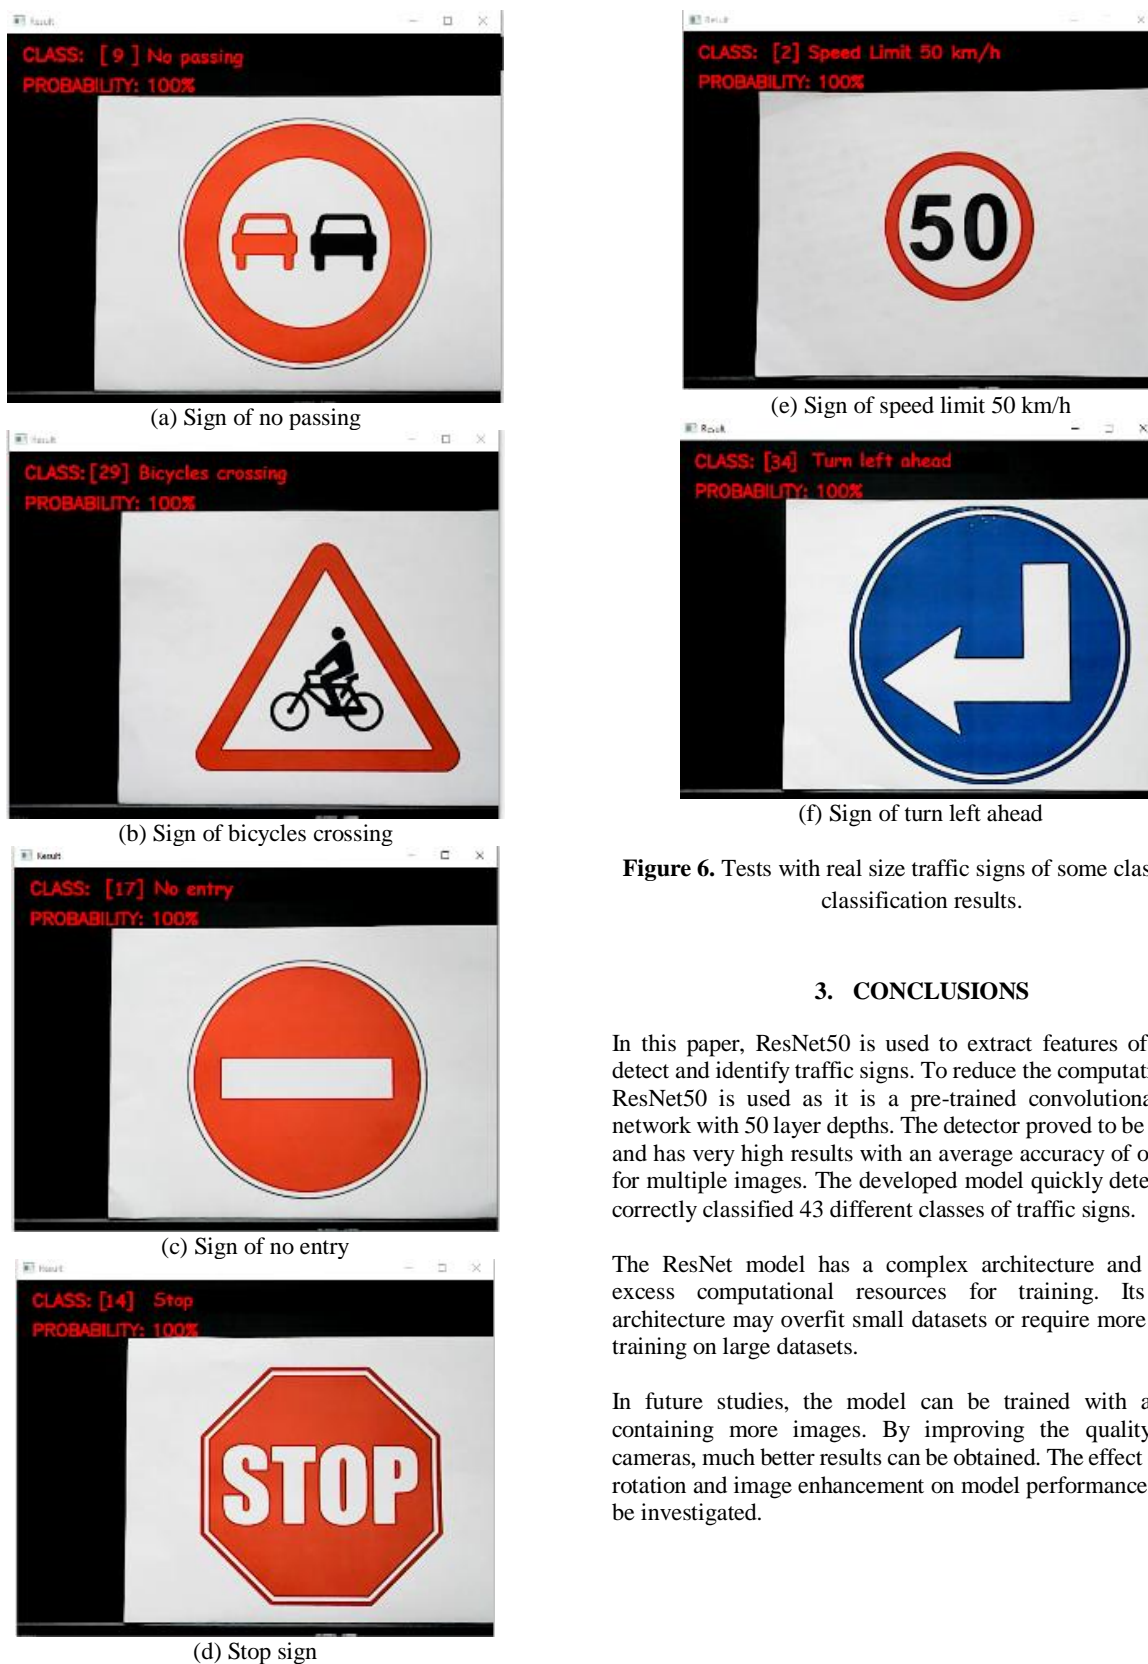 Result
CLASS: [ 9 ] No passing
PROBABILITY: 100%
(a) Sign of no passing
Result
CLASS: [29] Bicycles crossing
PROBABILITY: 100%
(b) Sign of bicycles crossing
Result
CLASS: [17] No entry
PROBABILITY: 100%
(c) Sign of no entry
Result
CLASS: [14] Stop
PROBABILITY: 100%
STOP
(d) Stop sign
Result
CLASS: [2] Speed Limit 50 km/h
PROBABILITY: 100%
50
(e) Sign of speed limit 50 km/h
Result
CLASS: [34] Turn left ahead
PROBABILITY: 100%
(f) Sign of turn left ahead
Figure 6. Tests with real size traffic signs of some
classification results.
3. CONCLUSIONS
In this paper, ResNet50 is used to extract features of
detect and identify traffic signs. To reduce the
ResNet50 is used as it is a pre-trained
network with 50 layer depths. The detector proved to be
and has very high results with an average accuracy of
for multiple images. The developed model quickly
correctly classified 43 different classes of traffic signs.
The ResNet model has a complex architecture and
excess computational resources for training. Its
architecture may overfit small datasets or require more
training on large datasets.
In future studies, the model can be trained with a
containing more images. By improving the quality
cameras, much better results can be obtained. The effect
rotation and image enhancement on model performance
be investigated.